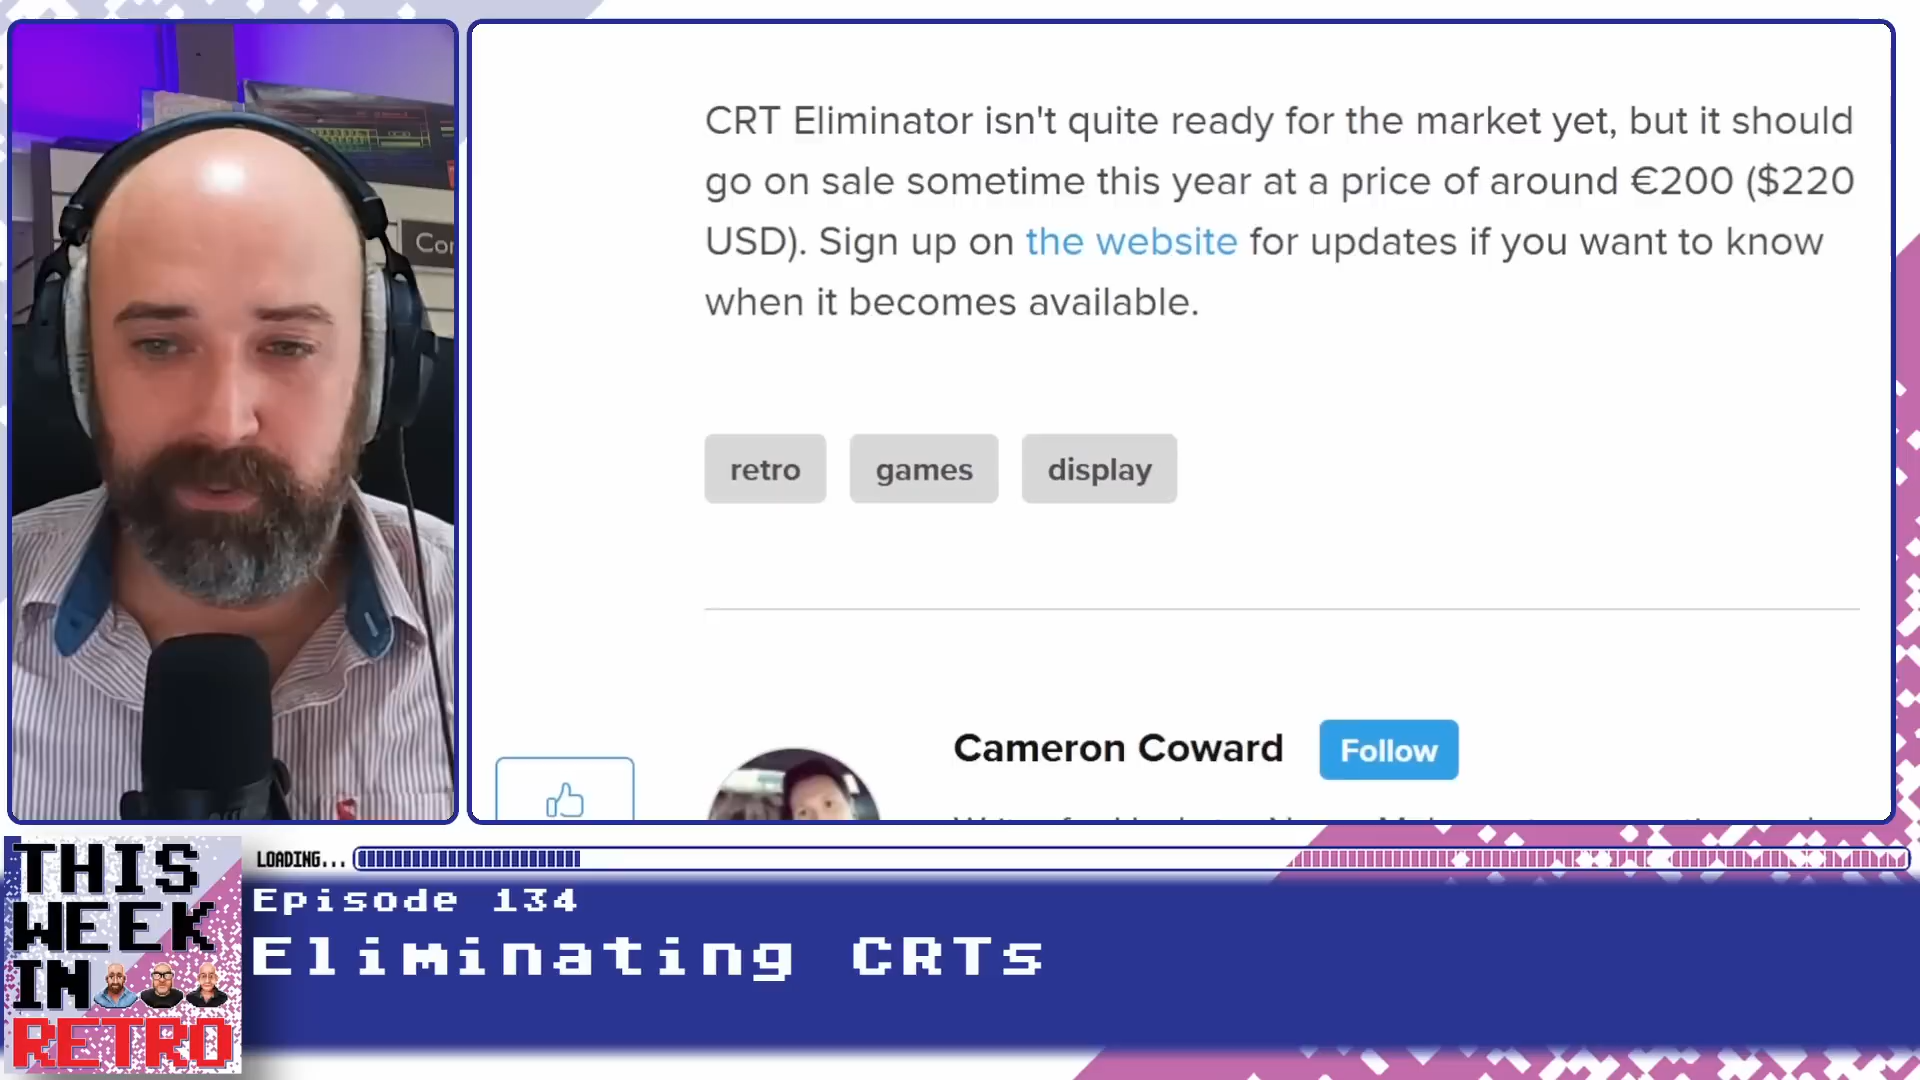 Co
CRT Eliminator isn't quite ready for the market yet, but it should
go on sale sometime this year at a price of around €200 ($220
USD). Sign up on the website for updates if you want to know
when it becomes available.
retro games display
Cameron Coward Follow
LOADING...
THIS
WEEK
IN
RETRO
Episode 134
Eliminating CRTs